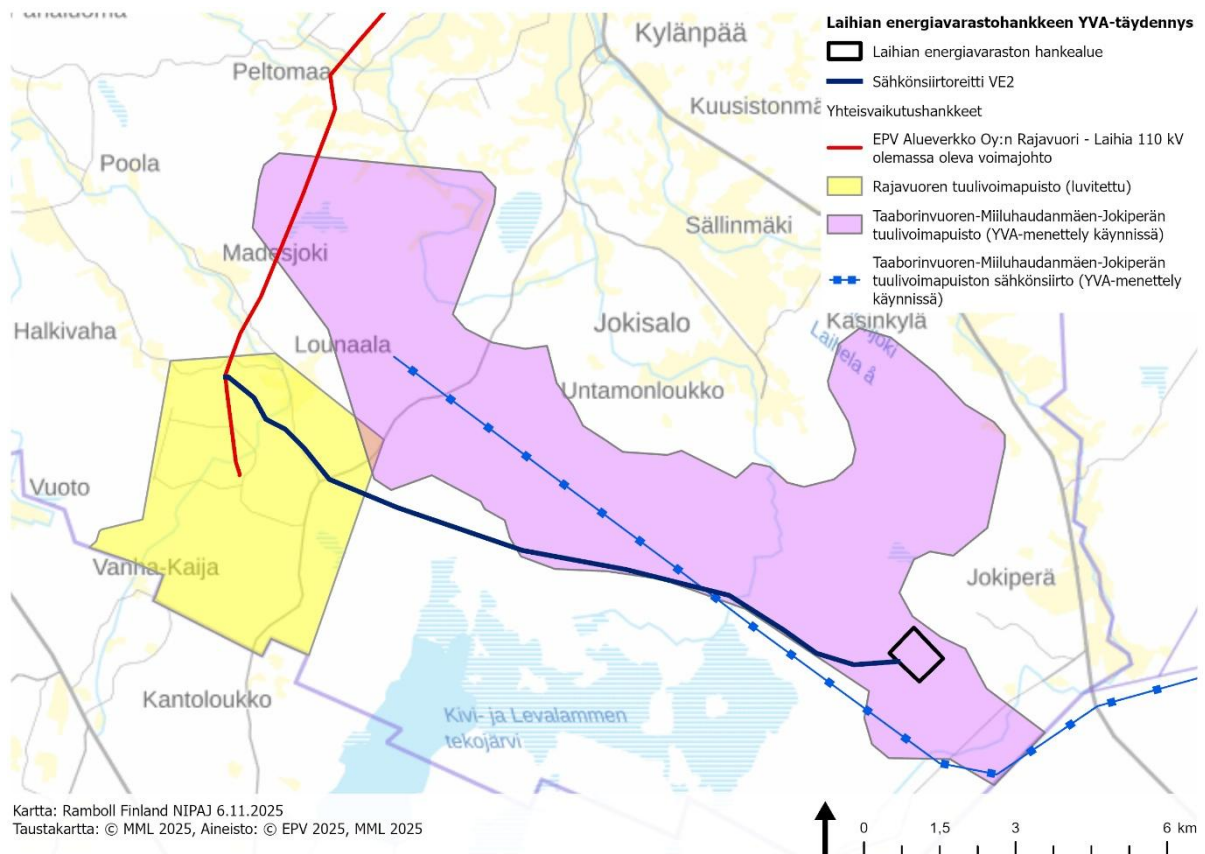 Laihian energiavarastohankkeen YVA-täydennys
Laihian energiavaraston hankealue
Sähkönsiirtoreitti VE2
Yhteisvaikutushankkeet
EPV Alueverkko Oy:n Rajavuori - Laihia 110 kV
olemassa oleva voimajohto
Rajavuoren tuulivoimapuisto (luvitettu)
Taaborinvuoren-Miiluhaudanmäen-Jokiperän
tuulivoimapuisto (YVA-menettely käynnissä)
Taaborinvuoren-Miiluhaudanmäen-Jokiperän
tuulivoimapuiston sähkönsiirto (YVA-menettely
käynnissä)
Kylänpää
Peltomaa
Kuusistonmä
Poola
Sällinmäki
Madesjoki
Halkivaha
Jokisalo
Käsinkylä
Lounaala
Laihela å
Untamonloukko
Vuoto
Vanha-Kaija
Jokiperä
Kantoloukko
Kivi- ja Levalammen
tekojärvi
Kartta: Ramboll Finland NIPAJ 6.11.2025
Taustakartta: © MML 2025, Aineisto: © EPV 2025, MML 2025
0 1,5 3 6 km